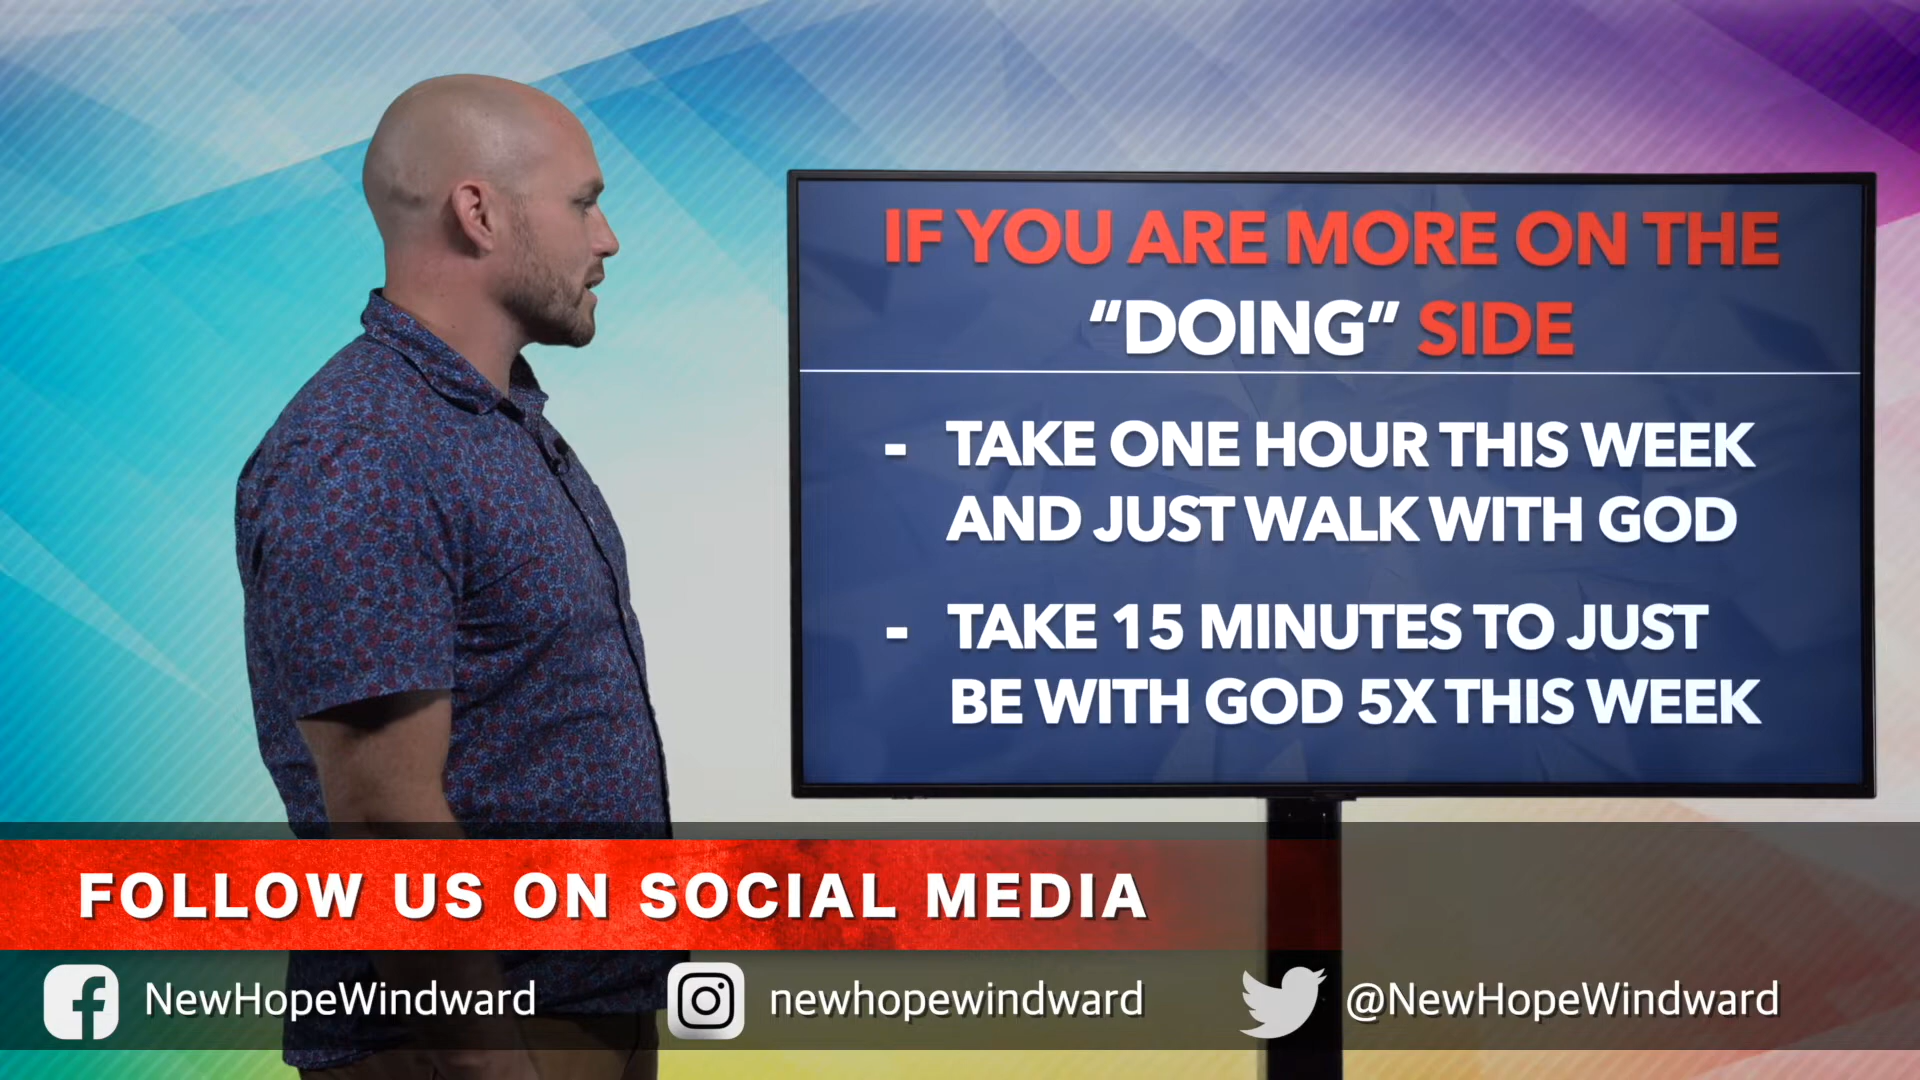 IF YOU ARE MORE ON THE
“DOING” SIDE
- TAKE ONE HOUR THIS WEEK
AND JUST WALK WITH GOD
- TAKE 15 MINUTES TO JUST
BE WITH GOD 5X THIS WEEK
FOLLOW US ON SOCIAL MEDIA
NewHopeWindward
newhopewindward
@NewHopeWindward